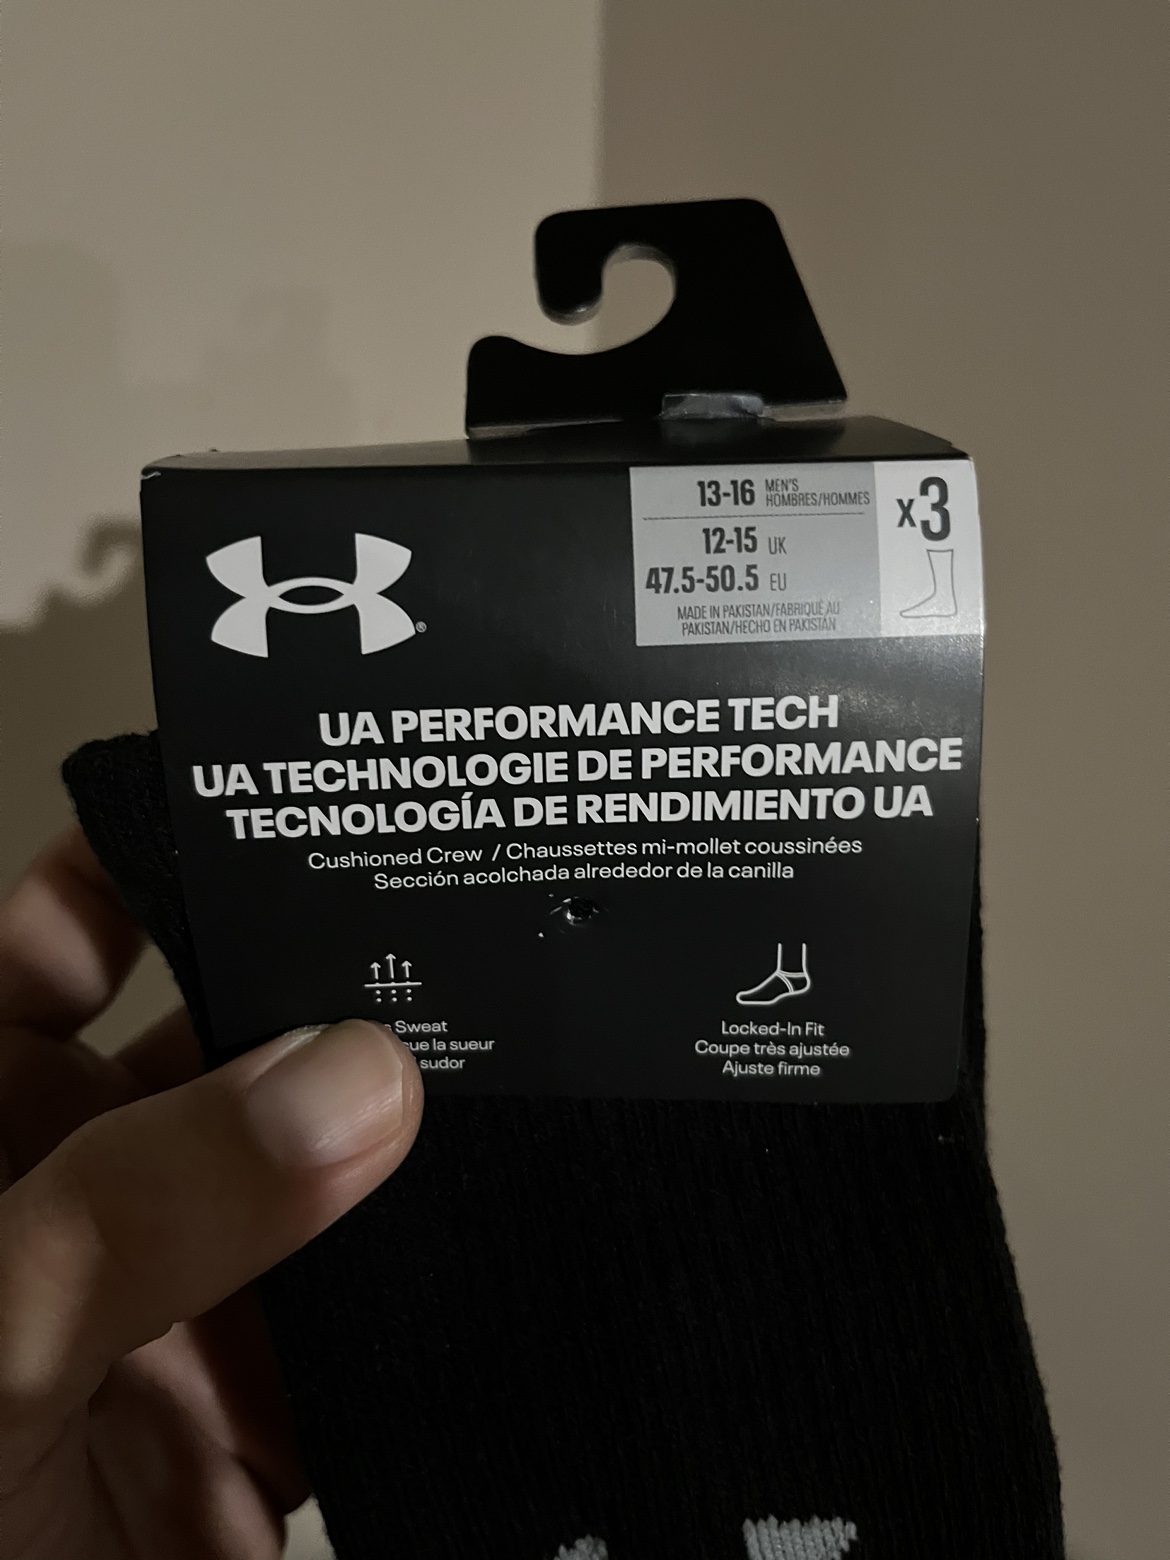 13-16 MEN'S
HOMBRES/HOMMES
12-15 UK
47.5-50.5 EU
MADE IN PAKISTAN/FABRIQUÉ AU
PAKISTAN/HECHO EN PAKISTÁN
x3
®
UA PERFORMANCE TECH
UA TECHNOLOGIE DE PERFORMANCE
TECNOLOGÍA DE RENDIMIENTO UA
Cushioned Crew / Chaussettes mi-mollet coussinées
Sección acolchada alrededor de la canilla
Sweat
la sueur
sudor
Locked-In Fit
Coupe très ajustée
Ajuste firme